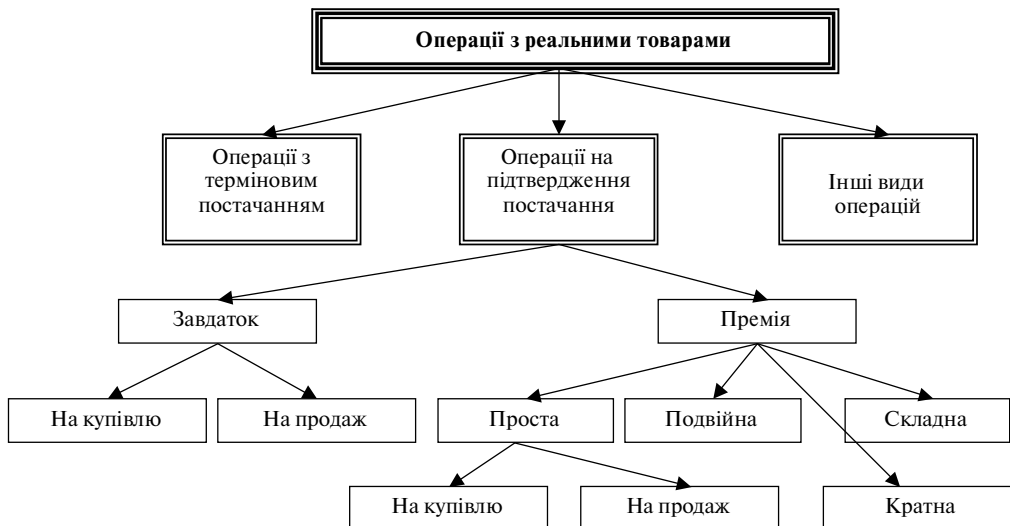 Операції з реальними товарами
Операції з
терміновим
постачанням
Операції на
підтвердження
постачання
Інші види
операцій
Завдаток
Премія
На купівлю
На продаж
Проста
Подвійна
Складна
На купівлю
На продаж
Кратна